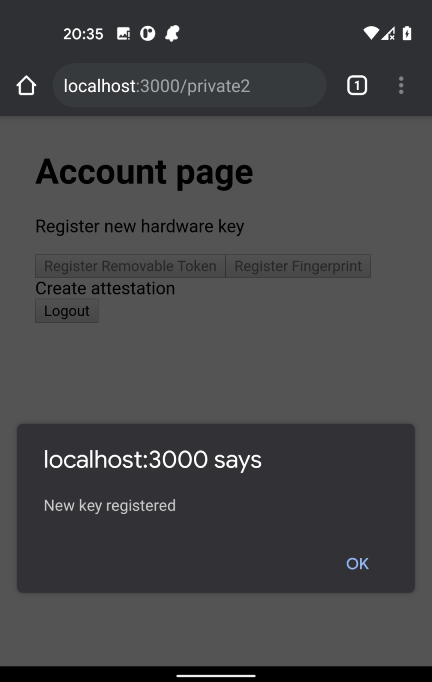 20:35
1
localhost:3000/private2
Account page
Register new hardware key
Register Removable Token Register Fingerprint
Create attestation
Logout
localhost:3000 says
New key registered
OK